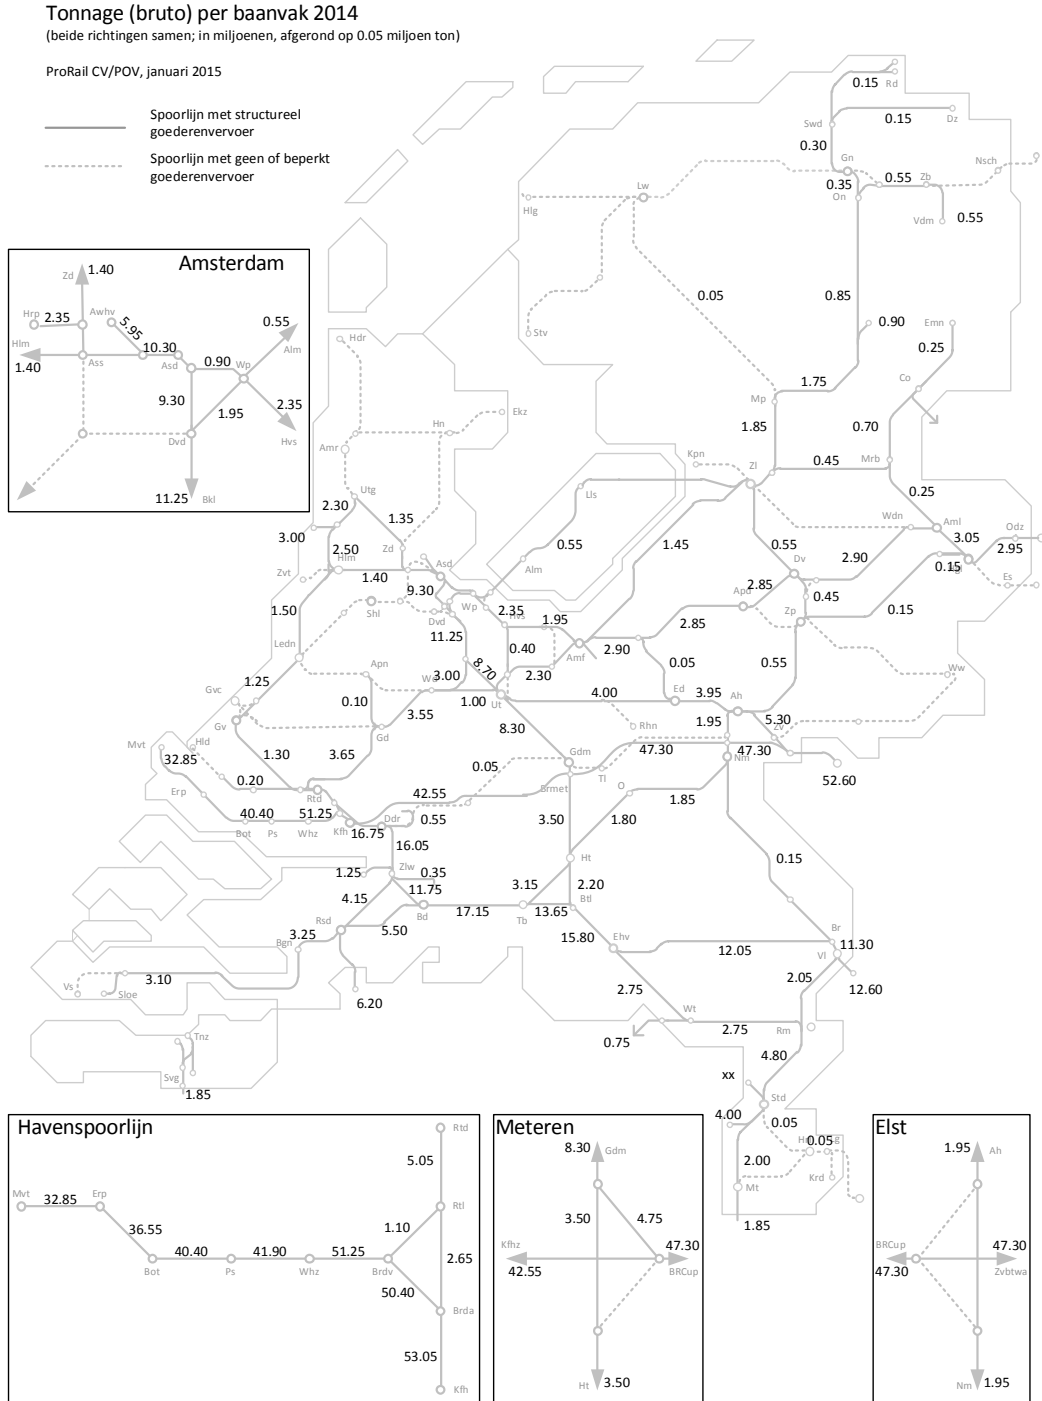 Tonnage (bruto) per baanvak 2014
(beide richtingen samen; in miljoenen, afgerond op 0.05 miljoen ton)
ProRail CV/POV, januari 2015
Spoorlijn met structureel
goederenvervoer
Spoorlijn met geen of beperkt
goederenvervoer
0.15
Rd
0.15
Swd
Dz
0.30
Gn
Nsch
0.35
0.55
Zb
On
Lw
Hlg
Vdm
0.55
0.05
0.85
Stv
0.90
Emn
0.25
Co
1.75
Mp
1.85
0.70
Hdr
Ekz
Hn
Amr
Kpn
Zl
0.45
Mrb
0.25
Lls
Utg
2.30
1.35
3.00
2.50
Zd
Wdn
Aml
3.05
Odz
2.95
0.15
Es
Hlm
Zvt
1.40
Asd
9.30
0.55
Alm
1.45
0.55
Dv
2.90
2.85
0.45
Apd
Zp
0.15
1.50
Shl
Dvd
Wp
2.35
Hvs
1.95
11.25
Ledn
0.40
Amf
2.90
2.85
0.55
Apn
3.00
8.70
2.30
0.05
Ww
1.25
Gvc
0.10
1.00
Ut
4.00
Ed
3.95
Ah
Gv
3.55
Gd
8.30
Rhn
1.95
5.30
Zv
Mvt
Hld
32.85
1.30
3.65
0.05
Gdm
47.30
47.30
Nm
Tl
52.60
Erp
0.20
Rtd
42.55
Brmet
O
1.85
40.40
51.25
Bot
Ps
Whz
Kfh
16.75
Ddr
0.55
3.50
1.80
16.05
1.25
Zlw
0.35
Ht
0.15
4.15
11.75
3.15
2.20
Btl
Rsd
5.50
Bd
17.15
Tb
13.65
3.25
Bgn
15.80
Ehv
12.05
Br
11.30
Vl
3.10
Vs
Sloe
6.20
2.75
2.05
12.60
Wt
2.75
Rm
0.75
4.80
Tnz
Svg
1.85
xx
Std
4.00
0.05
0.05
2.00
Krd
Mt
1.85
Amsterdam
Zd
1.40
Hrp
2.35
Awhv
5.95
0.55
Hlm
10.30
Alm
1.40
Ass
Asd
0.90
Wp
9.30
1.95
2.35
Dvd
Hvs
11.25
Bkl
Havenspoorlijn
Rtd
5.05
Mvt
32.85
Erp
Rtl
36.55
1.10
40.40
41.90
51.25
2.65
Bot
Ps
Whz
Brdv
50.40
Brda
53.05
Kfh
Meteren
8.30
Gdm
3.50
4.75
Kfhz
47.30
42.55
BRCup
Ht
3.50
Elst
1.95
Ah
BRCup
47.30
47.30
Zvbtwa
Nm
1.95